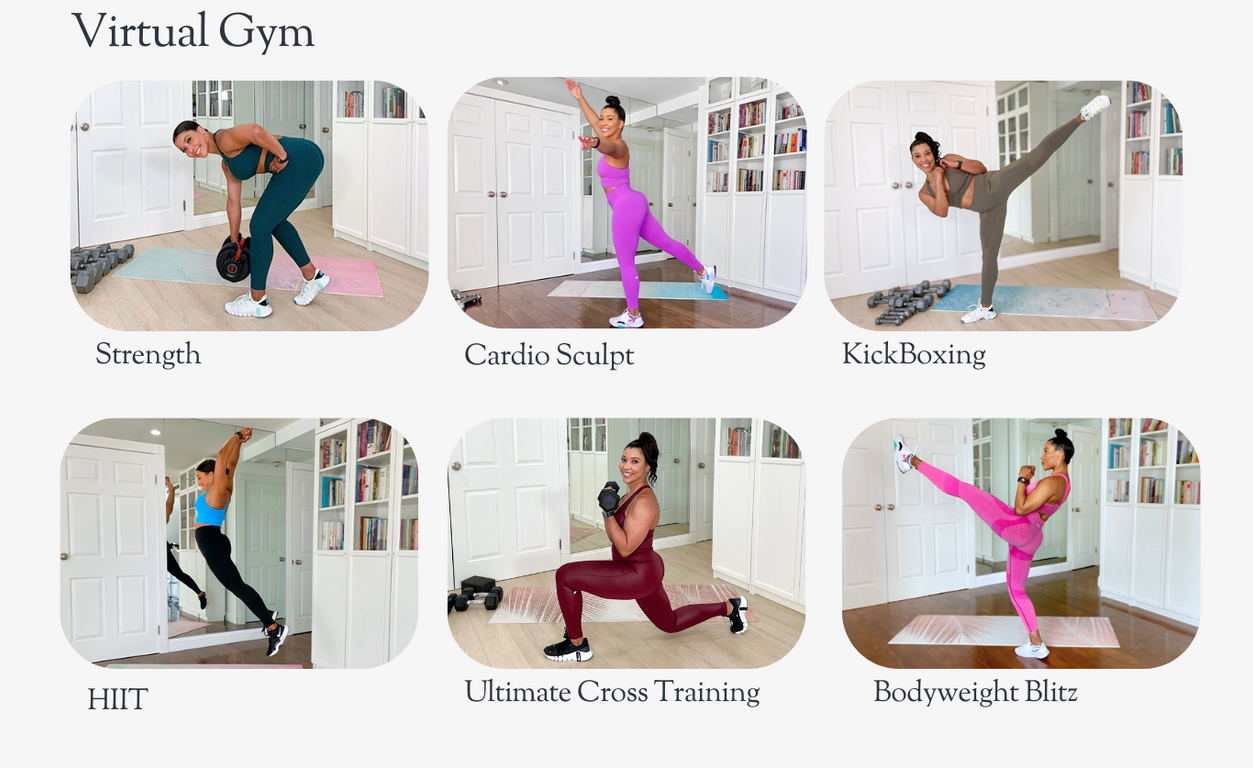 Virtual Gym
Strength
Cardio Sculpt
KickBoxing
HIIT
Ultimate Cross Training
Bodyweight Blitz